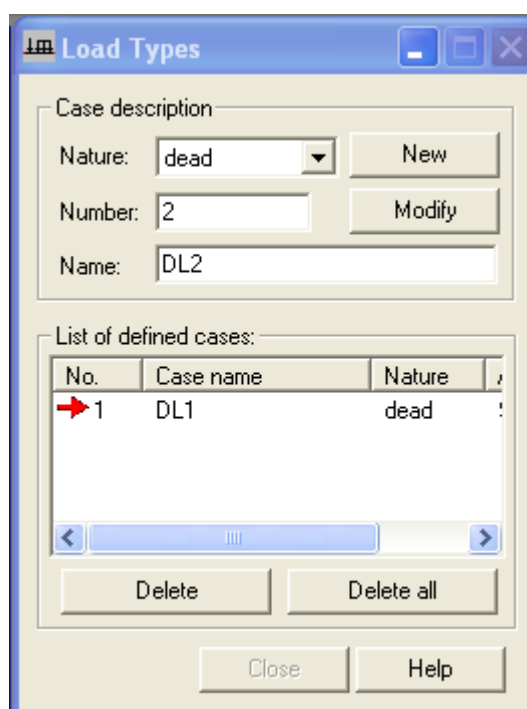 Load Types
Case description
Nature: dead New
Number: 2 Modify
Name: DL2
List of defined cases:
No. Case name Nature
1 DL1 dead
Delete Delete all
Close Help